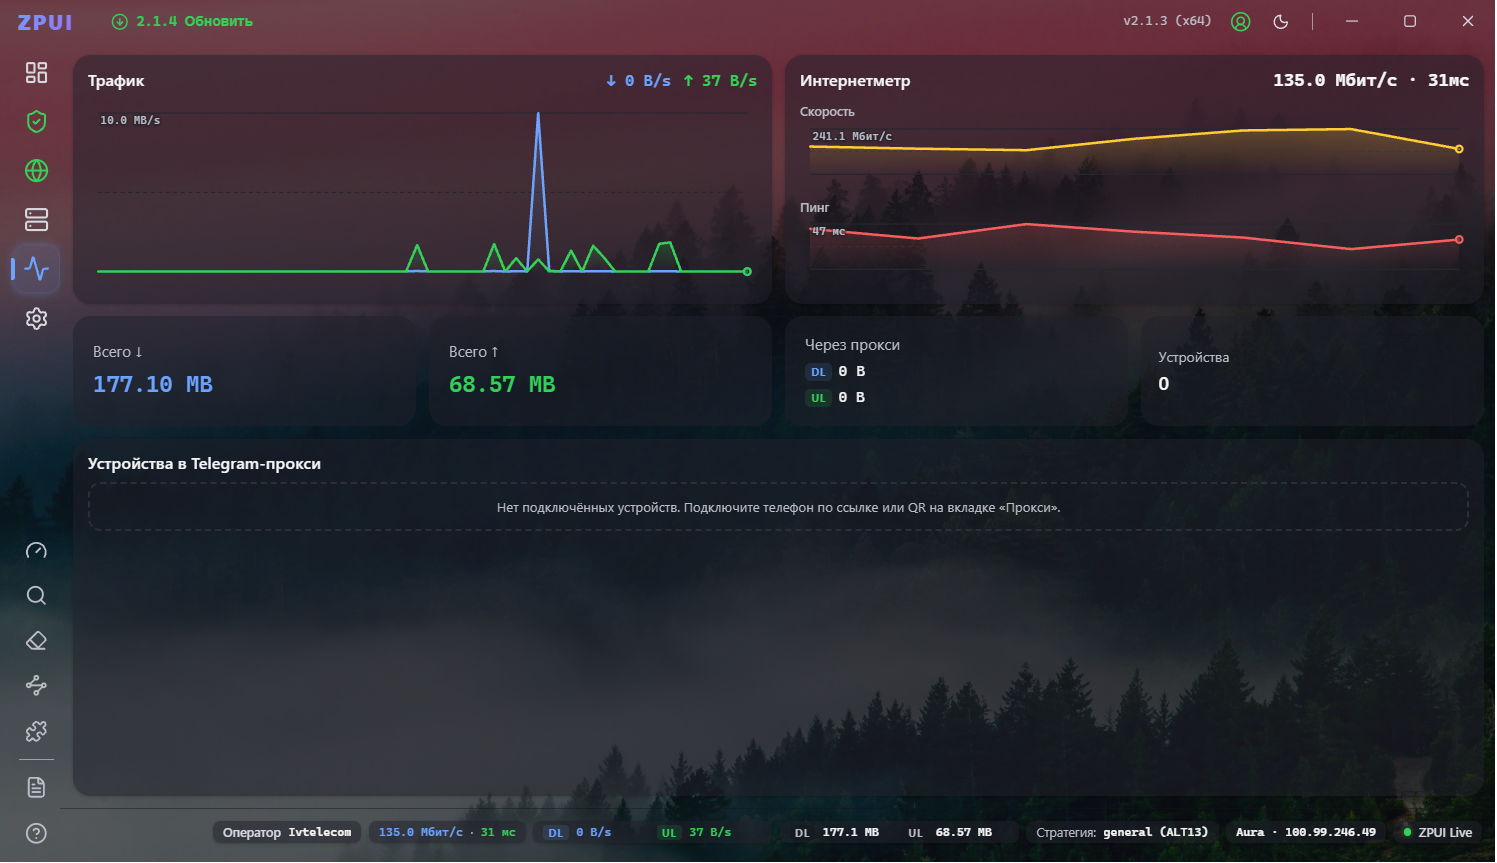 ZPUI
2.1.4 Обновить
v2.1.3 (x64)
Трафик
↓ 0 B/s ↑ 37 B/s
10.0 MB/s
Интернетметр
135.0 Мбит/с · 31мс
Скорость
241.1 Мбит/с
Пинг
47 мс
Всего ↓
177.10 MB
Всего ↑
68.57 MB
Через прокси
DL 0 B
UL 0 B
Устройства
0
Устройства в Telegram-прокси
Нет подключённых устройств. Подключите телефон по ссылке или QR на вкладке «Прокси».
Оператор Ivtelecom 135.0 Мбит/с · 31 мс DL 0 B/s UL 37 B/s DL 177.1 MB UL 68.57 MB Стратегия: general (ALT13) Aura · 100.99.246.49 ZPUI Live